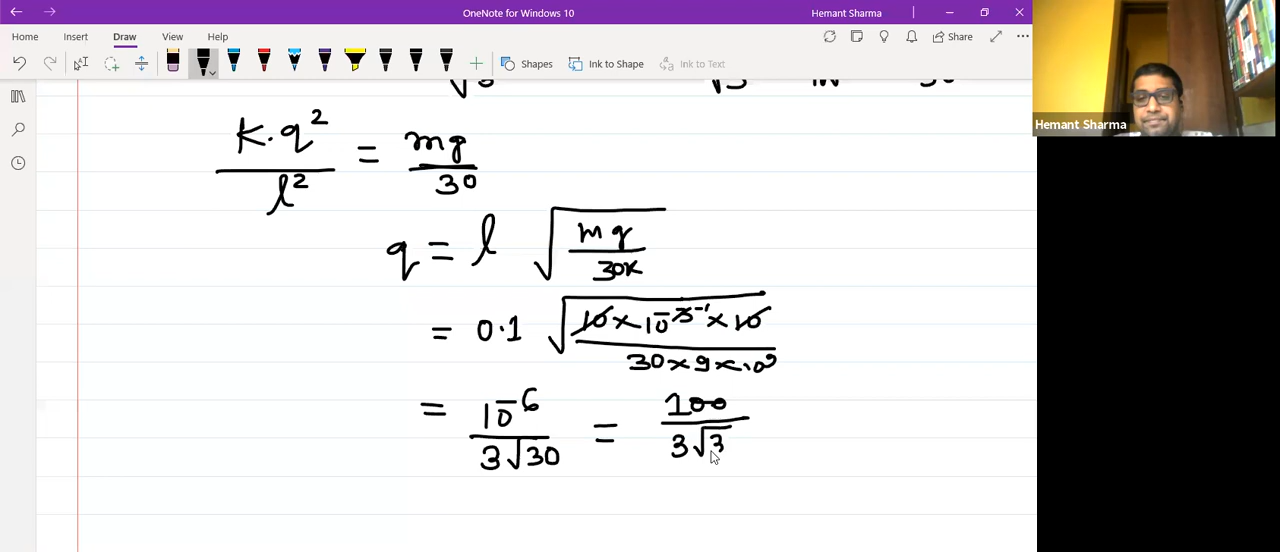 OneNote for Windows 10
Hemant Sharma
Home Insert Draw View Help
Share
Shapes Ink to Shape Ink to Text
Hemant Sharma
K·q² / l² = mg / 30
q = l √(mg / 30K)
= 0.1 √(10 × 10⁻³ ⁻¹ × 10 / 30 × 9 × 10⁹)
= 10⁻⁶ / 3√30 = 100 / 3√3